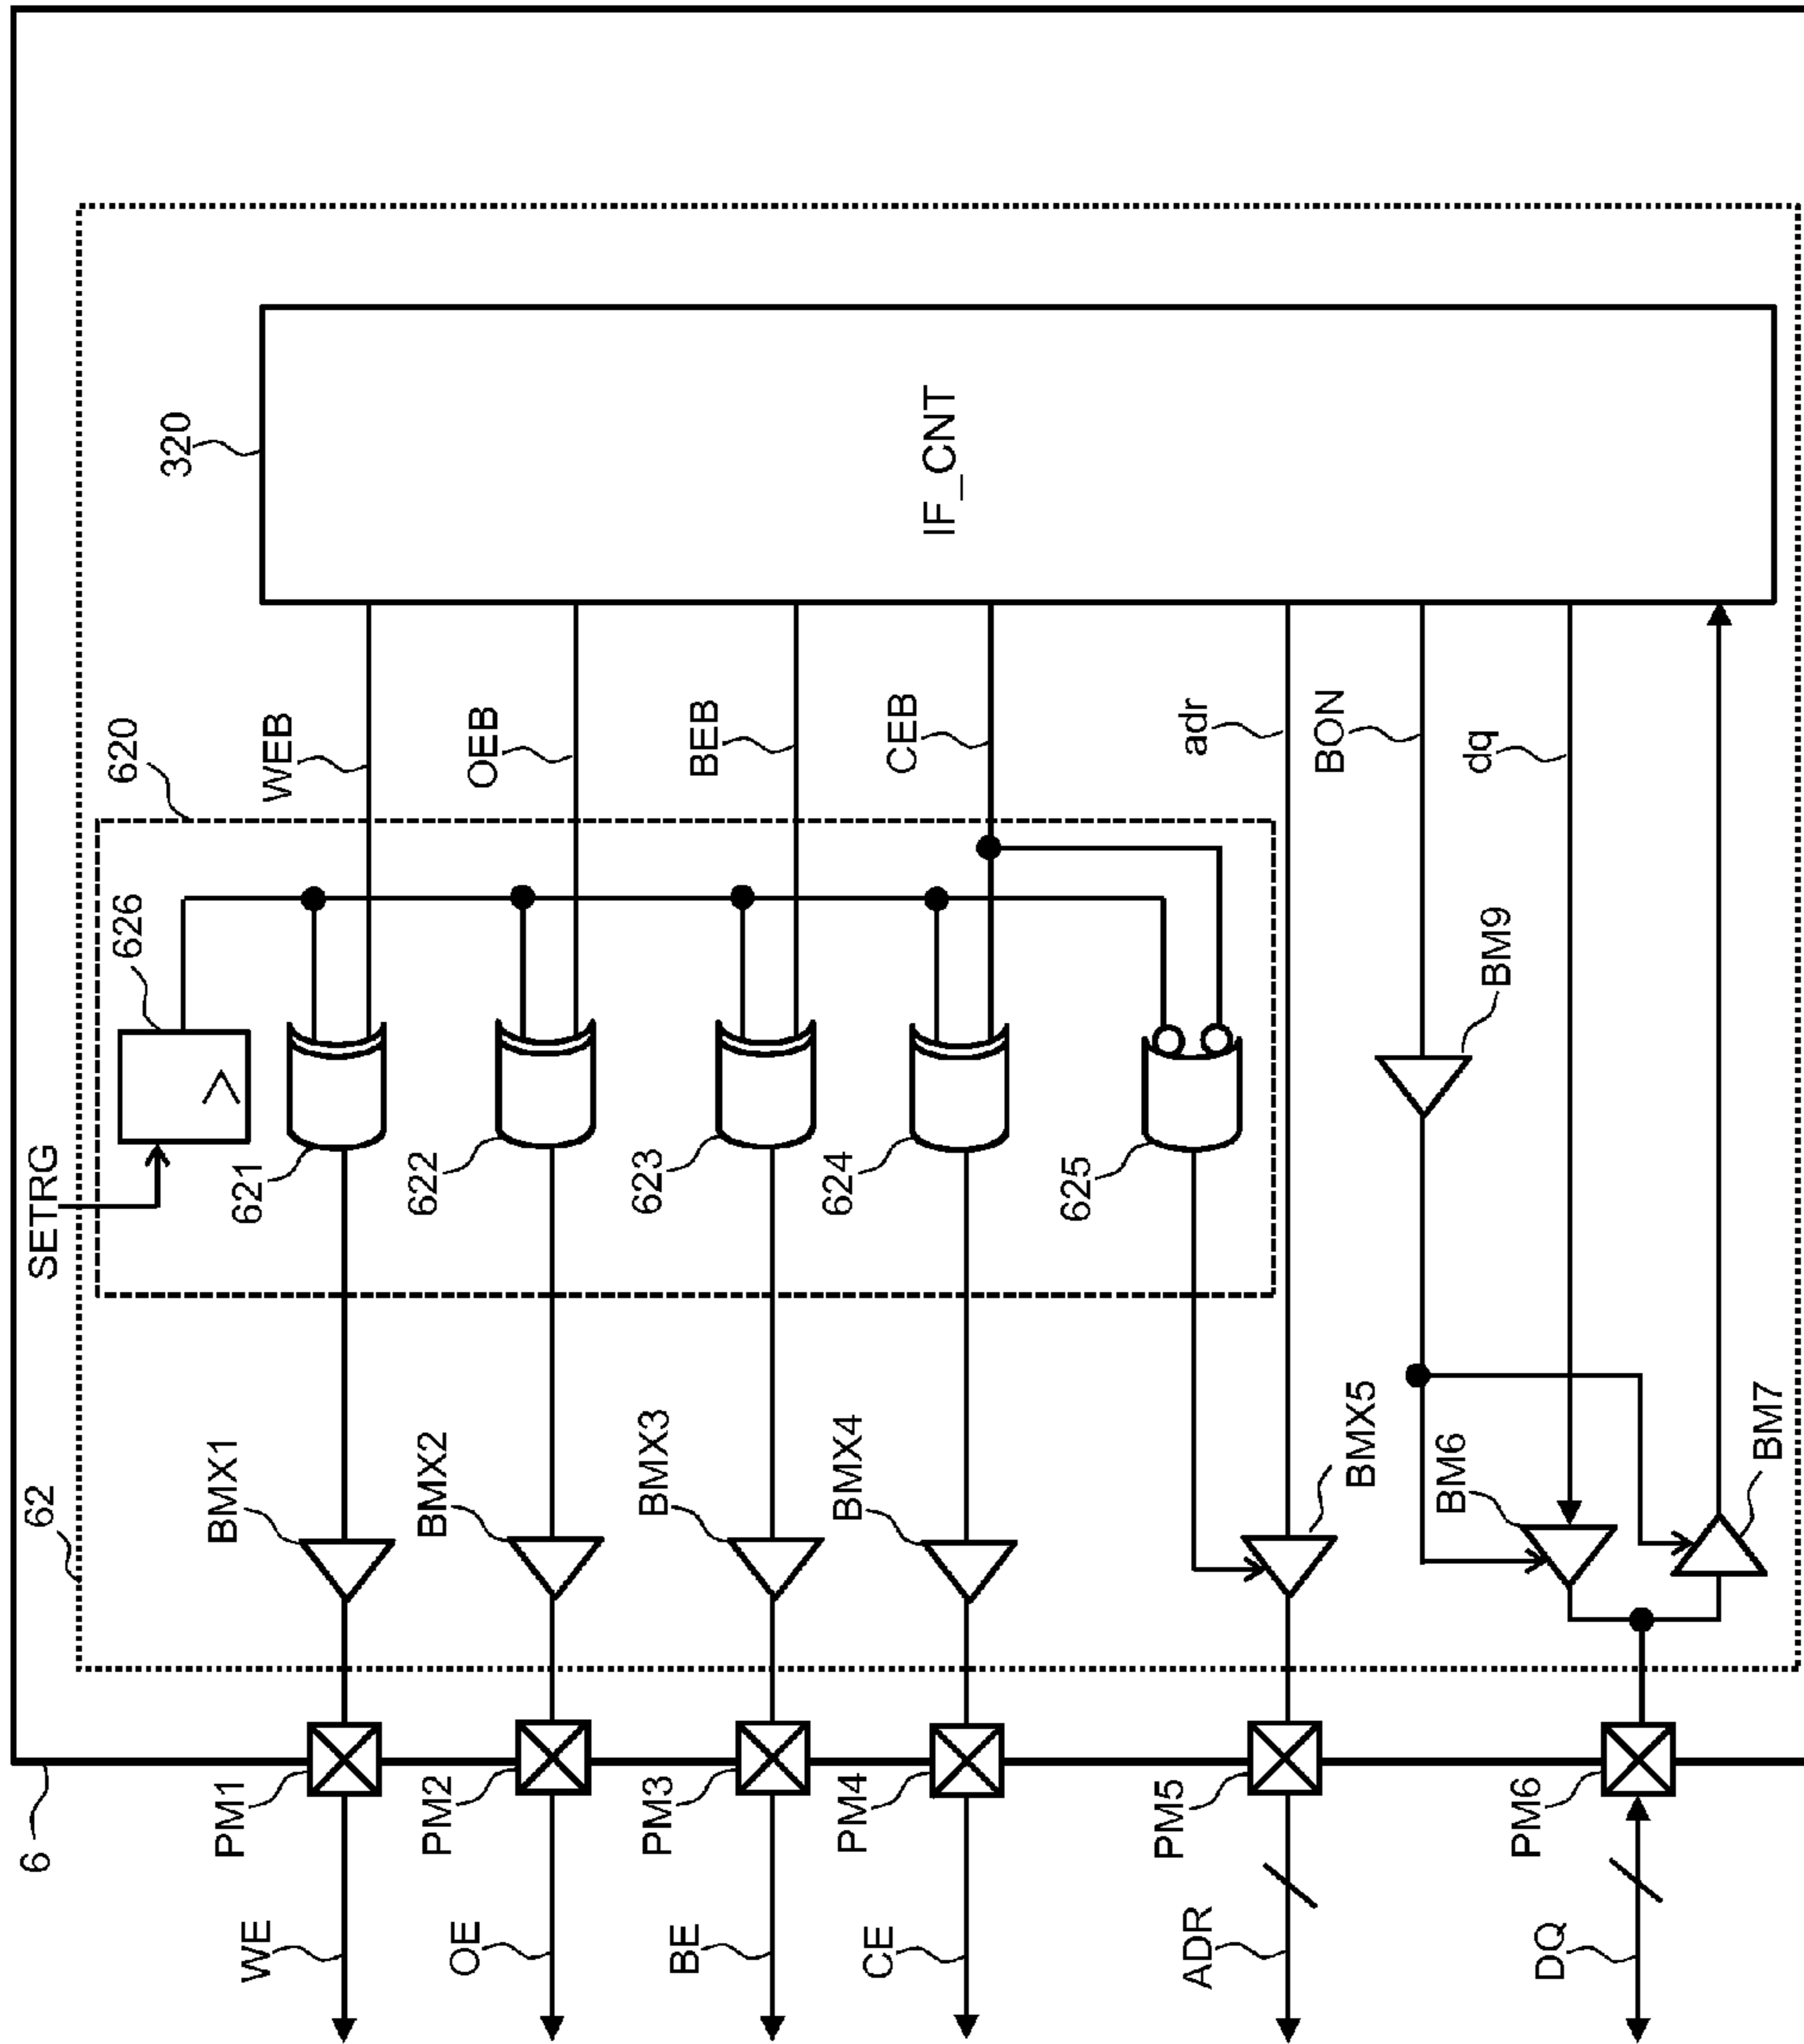 320
IF_CNT
WEB
OEB
BEB
CEB
adr
BON
dq
620
626
SETRG
621
622
623
624
625
BM9
62
BMX1
BMX2
BMX3
BMX4
BMX5
BM6
BM7
6
PM1
PM2
PM3
PM4
PM5
PM6
WE
OE
BE
CE
ADR
DQ